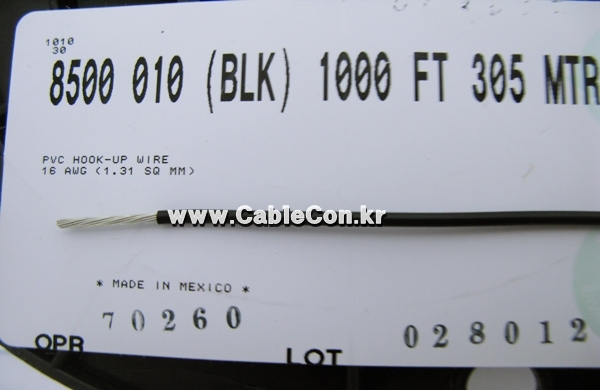 1010
30
8500 010 (BLK) 1000 FT 305 MTR
PVC HOOK-UP WIRE
16 AWG (1.31 SQ MM)
www.CableCon.kr
* MADE IN MEXICO *
70260
028012
OPR
LOT